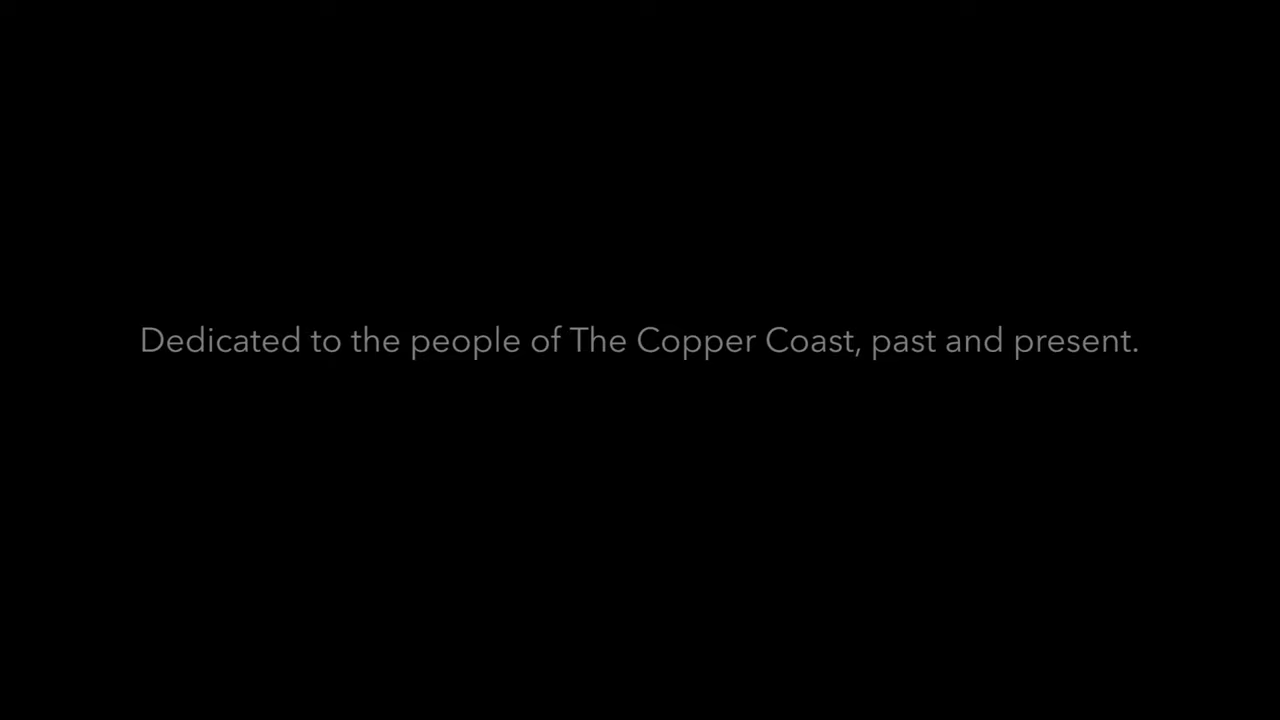 Dedicated to the people of The Copper Coast, past and present.